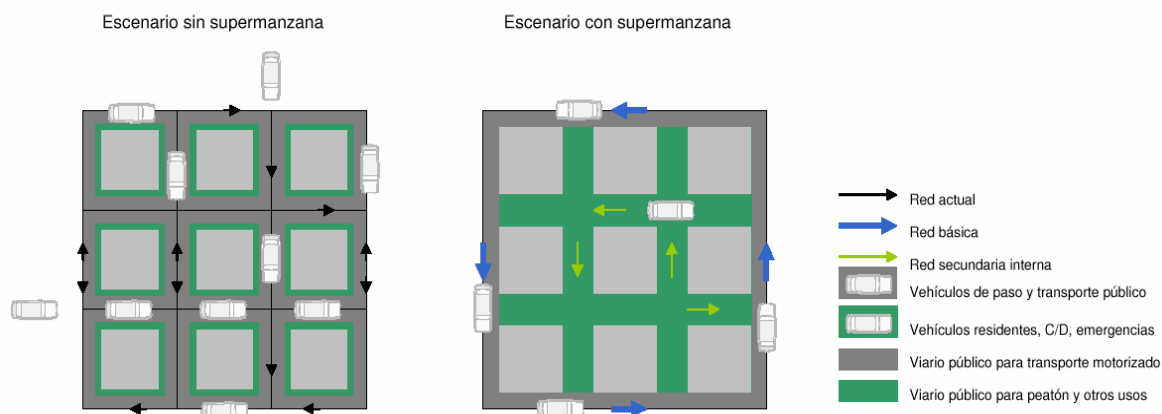 Escenario sin supermanzana
Escenario con supermanzana
Red actual
Red básica
Red secundaria interna
Vehículos de paso y transporte público
Vehículos residentes, C/D, emergencias
Viario público para transporte motorizado
Viario público para peatón y otros usos